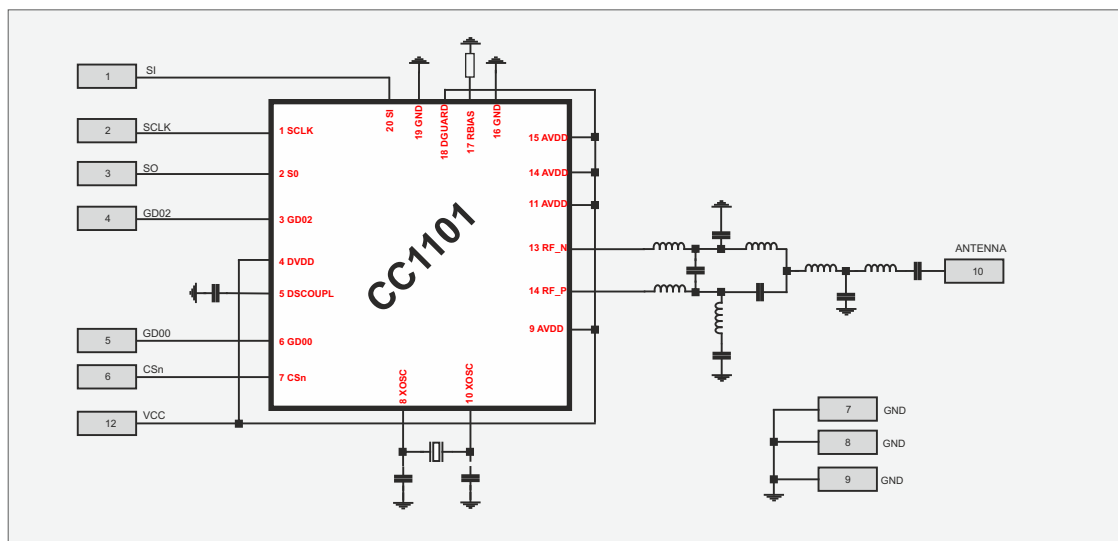 1
SI
2
SCLK
3
SO
4
GD02
5
GD00
6
CSn
12
VCC
20 SI
19 GND
18 DGUARD
17 RBIAS
16 GND
1 SCLK
2 S0
3 GD02
4 DVDD
5 DSCOUPL
6 GD00
7 CSn
CC1101
15 AVDD
14 AVDD
11 AVDD
13 RF_N
14 RF_P
9 AVDD
8 XOSC
10 XOSC
ANTENNA
10
7
GND
8
GND
9
GND